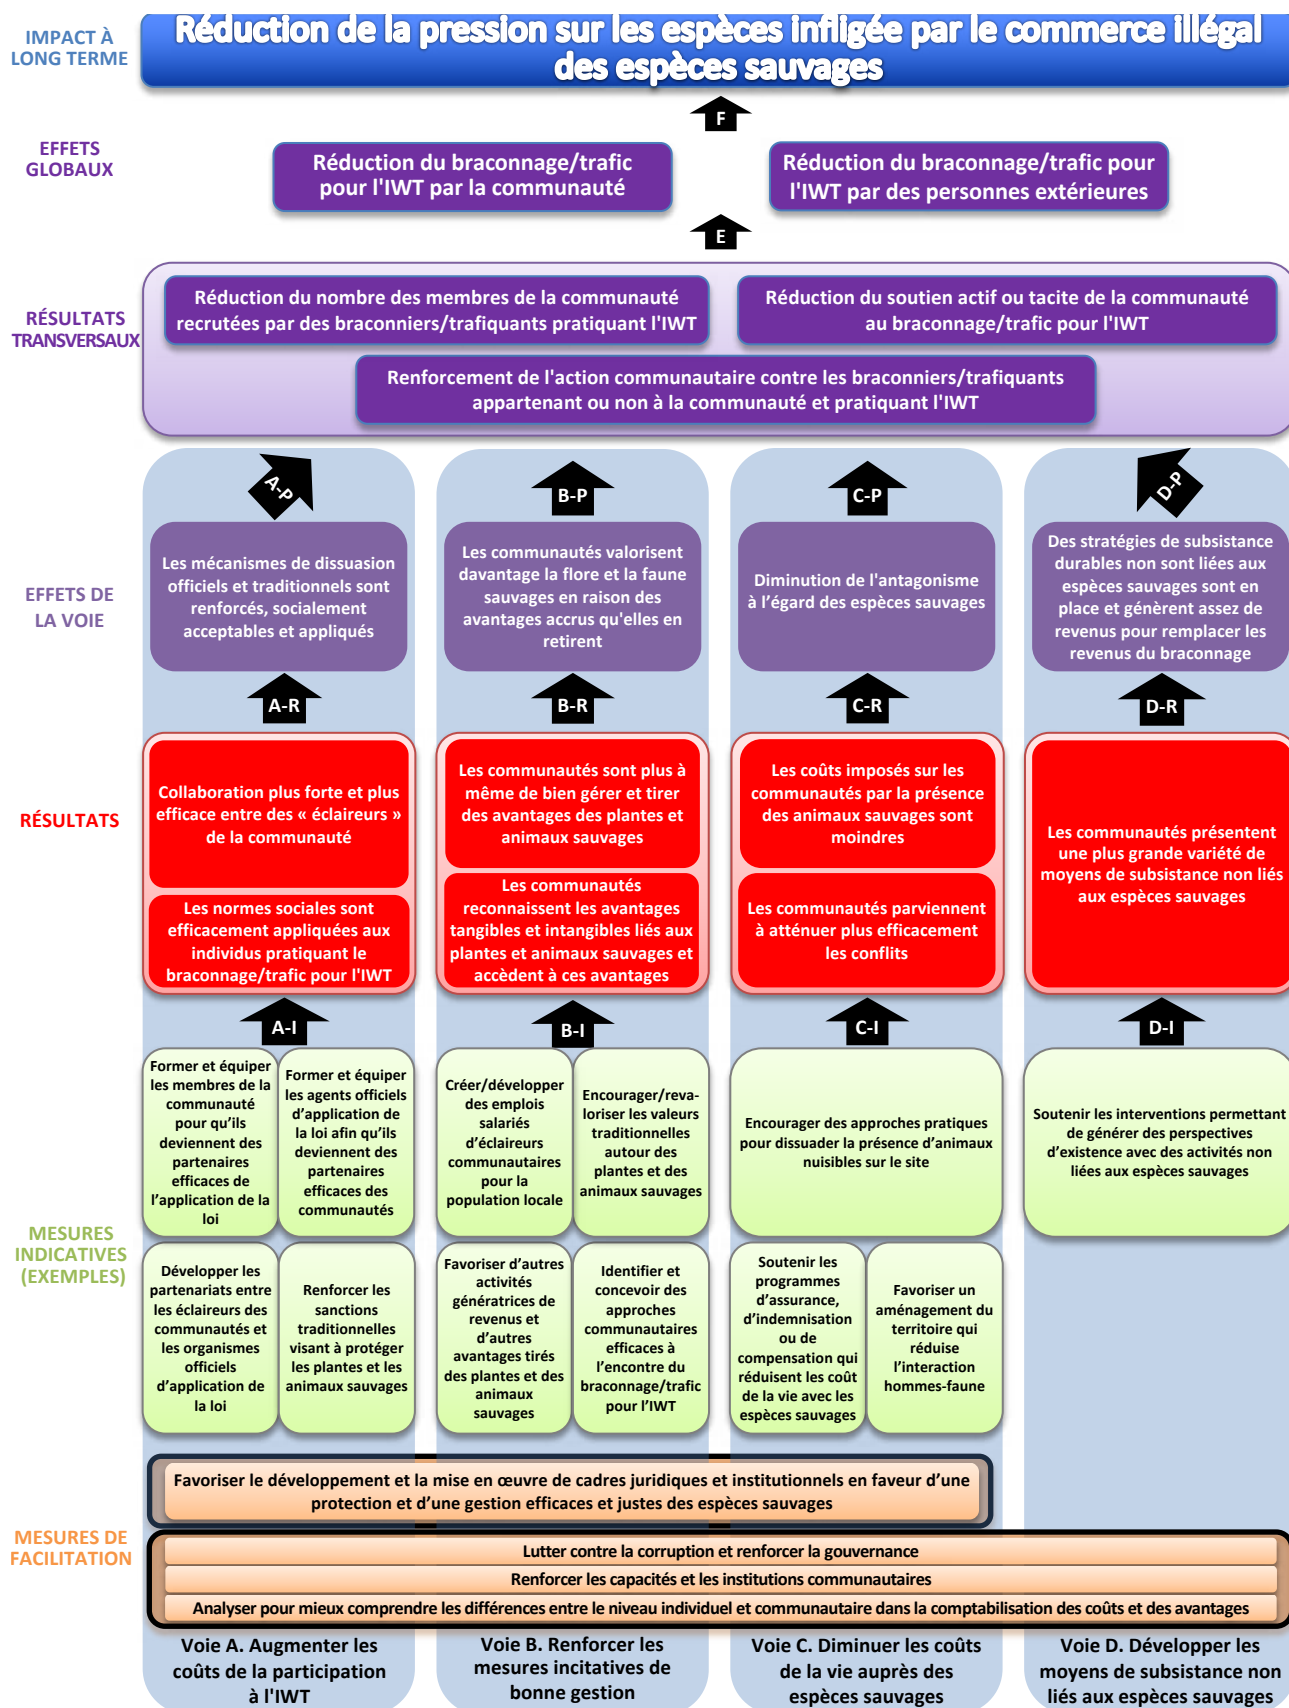 IMPACT À
LONG TERME
Réduction de la pression sur les espèces infligée par le commerce illégal
des espèces sauvages
F
EFFETS
GLOBAUX
Réduction du braconnage/trafic
pour l'IWT par la communauté
Réduction du braconnage/trafic pour
l'IWT par des personnes extérieures
E
RÉSULTATS
TRANSVERSAUX
Réduction du nombre des membres de la communauté
recrutées par des braconniers/trafiquants pratiquant l'IWT
Réduction du soutien actif ou tacite de la communauté
au braconnage/trafic pour l'IWT
Renforcement de l'action communautaire contre les braconniers/trafiquants
appartenant ou non à la communauté et pratiquant l'IWT
A-P
B-P
C-P
D-P
EFFETS DE
LA VOIE
Les mécanismes de dissuasion
officiels et traditionnels sont
renforcés, socialement
acceptables et appliqués
Les communautés valorisent
davantage la flore et la faune
sauvages en raison des
avantages accrus qu'elles en
retirent
Diminution de l'antagonisme
à l’égard des espèces sauvages
Des stratégies de subsistance
durables non sont liées aux
espèces sauvages sont en
place et génèrent assez de
revenus pour remplacer les
revenus du braconnage
A-R
B-R
C-R
D-R
RÉSULTATS
Collaboration plus forte et plus
efficace entre des « éclaireurs »
de la communauté
Les normes sociales sont
efficacement appliquées aux
individus pratiquant le
braconnage/trafic pour l'IWT
Les communautés sont plus à
même de bien gérer et tirer
des avantages des plantes et
animaux sauvages
Les communautés
reconnaissent les avantages
tangibles et intangibles liés aux
plantes et animaux sauvages et
accèdent à ces avantages
Les coûts imposés sur les
communautés par la présence
des animaux sauvages sont
moindres
Les communautés parviennent
à atténuer plus efficacement
les conflits
Les communautés présentent
une plus grande variété de
moyens de subsistance non liés
aux espèces sauvages
A-I
B-I
C-I
D-I
MESURES
INDICATIVES
(EXEMPLES)
Former et équiper
les membres de la
communauté
pour qu’ils
deviennent des
partenaires
efficaces de
l’application de la
loi
Former et équiper
les agents officiels
d’application de
la loi afin qu’ils
deviennent des
partenaires
efficaces des
communautés
Créer/développer
des emplois
salariés
d’éclaireurs
communautaires
pour la
population locale
Encourager/reva-
loriser les valeurs
traditionnelles
autour des
plantes et des
animaux sauvages
Encourager des approches pratiques
pour dissuader la présence d’animaux
nuisibles sur le site
Soutenir les interventions permettant
de générer des perspectives
d’existence avec des activités non
liées aux espèces sauvages
Développer les
partenariats entre
les éclaireurs des
communautés et
les organismes
officiels
d’application de
la loi
Renforcer les
sanctions
traditionnelles
visant à protéger
les plantes et les
animaux sauvages
Favoriser d’autres
activités
génératrices de
revenus et
d’autres
avantages tirés
des plantes et des
animaux
sauvages
Identifier et
concevoir des
approches
communautaires
efficaces à
l’encontre du
braconnage/trafic
pour l’IWT
Soutenir les
programmes
d’assurance,
d’indemnisation
ou de
compensation qui
réduisent les coût
de la vie avec les
espèces sauvages
Favoriser un
aménagement du
territoire qui
réduise
l’interaction
hommes-faune
MESURES DE
FACILITATION
Favoriser le développement et la mise en œuvre de cadres juridiques et institutionnels en faveur d’une
protection et d’une gestion efficaces et justes des espèces sauvages
Lutter contre la corruption et renforcer la gouvernance
Renforcer les capacités et les institutions communautaires
Analyser pour mieux comprendre les différences entre le niveau individuel et communautaire dans la comptabilisation des coûts et des avantages
Voie A. Augmenter les
coûts de la participation
à l'IWT
Voie B. Renforcer les
mesures incitatives de
bonne gestion
Voie C. Diminuer les coûts
de la vie auprès des
espèces sauvages
Voie D. Développer les
moyens de subsistance non
liés aux espèces sauvages